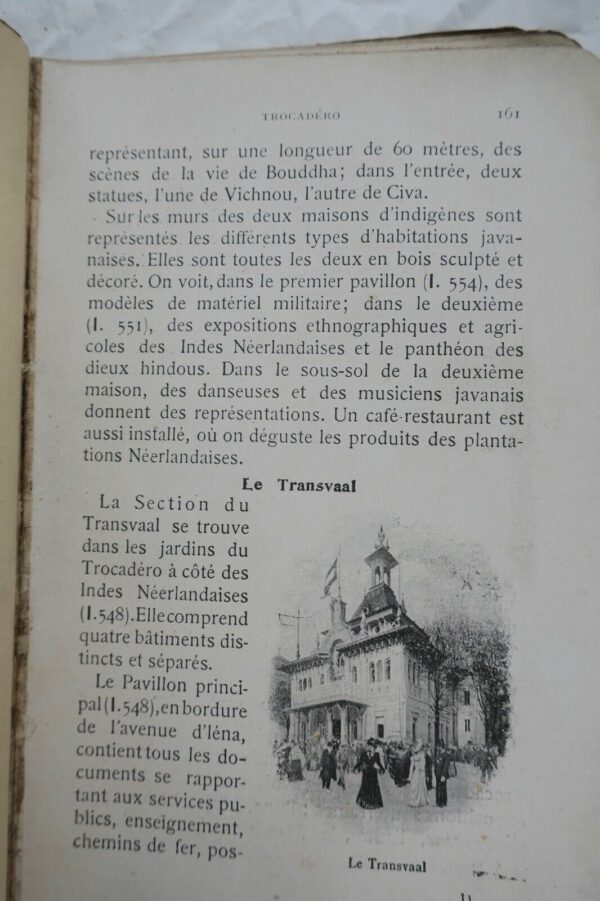 TROCADÉRO 161
représentant, sur une longueur de 60 mètres, des
scènes de la vie de Bouddha; dans l'entrée, deux
statues, l'une de Vichnou, l'autre de Civa.
Sur les murs des deux maisons d'indigènes sont
représentés les différents types d'habitations java-
naises. Elles sont toutes les deux en bois sculpté et
décoré. On voit, dans le premier pavillon (I. 554), des
modèles de matériel militaire; dans le deuxième
(I. 551), des expositions ethnographiques et agri-
coles des Indes Néerlandaises et le panthéon des
dieux hindous. Dans le sous-sol de la deuxième
maison, des danseuses et des musiciens javanais
donnent des représentations. Un café-restaurant est
aussi installé, où on déguste les produits des planta-
tions Néerlandaises.
Le Transvaal
La Section du
Transvaal se trouve
dans les jardins du
Trocadéro à côté des
Indes Néerlandaises
(I.548). Elle comprend
quatre bâtiments dis-
tincts et séparés.
Le Pavillon princi-
pal (I.548), en bordure
de l'avenue d'Iéna,
contient tous les do-
cuments se rappor-
tant aux services pu-
blics, enseignement,
chemins de fer, pos-
Le Transvaal
11